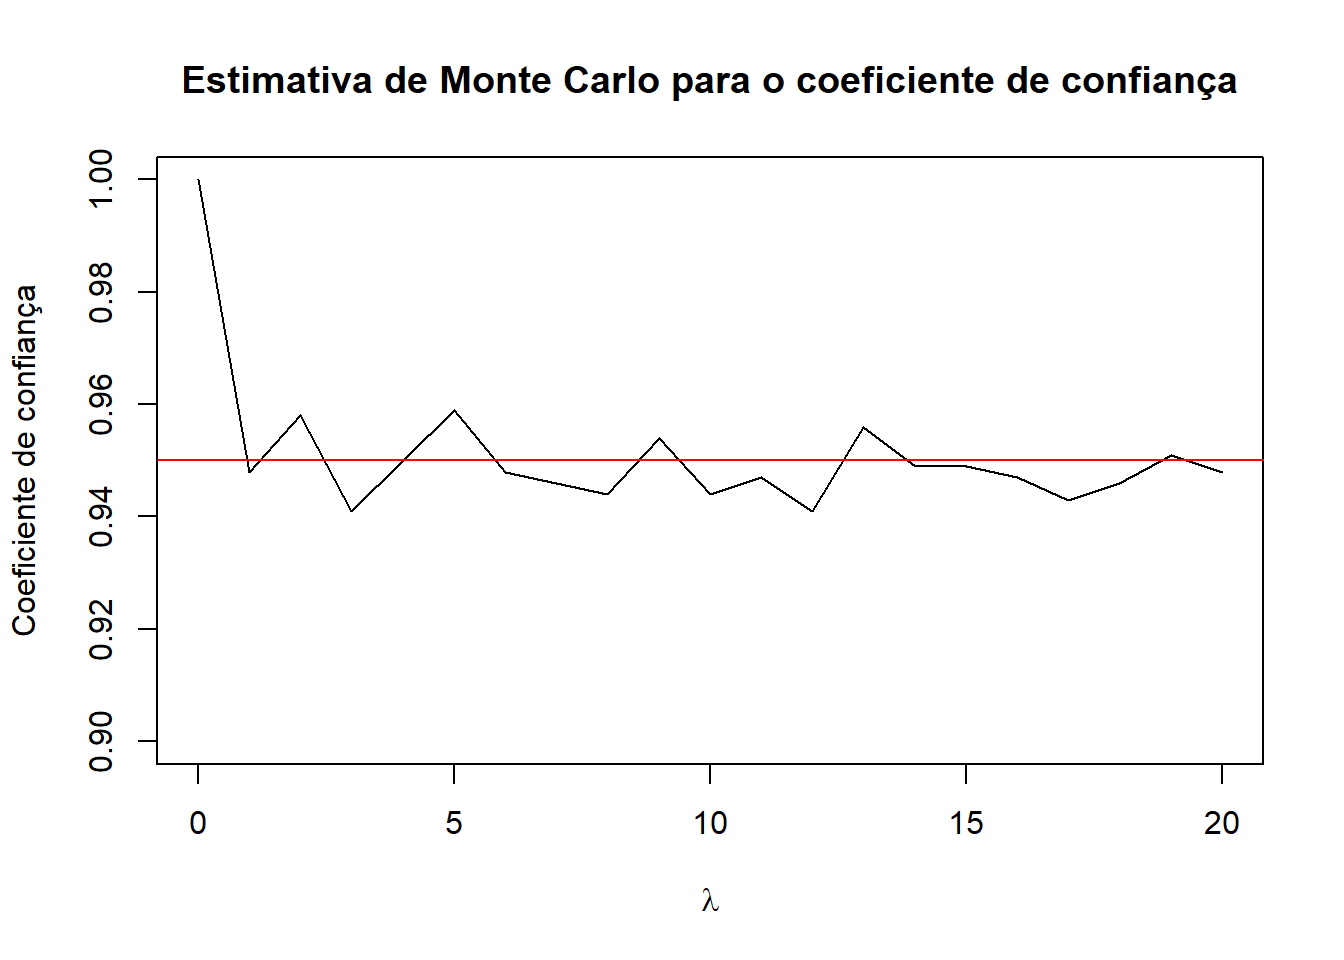 Estimativa de Monte Carlo para o coeficiente de confiança
Coeficiente de confiança
1.00
0.98
0.96
0.94
0.92
0.90
0 5 10 15 20
λ